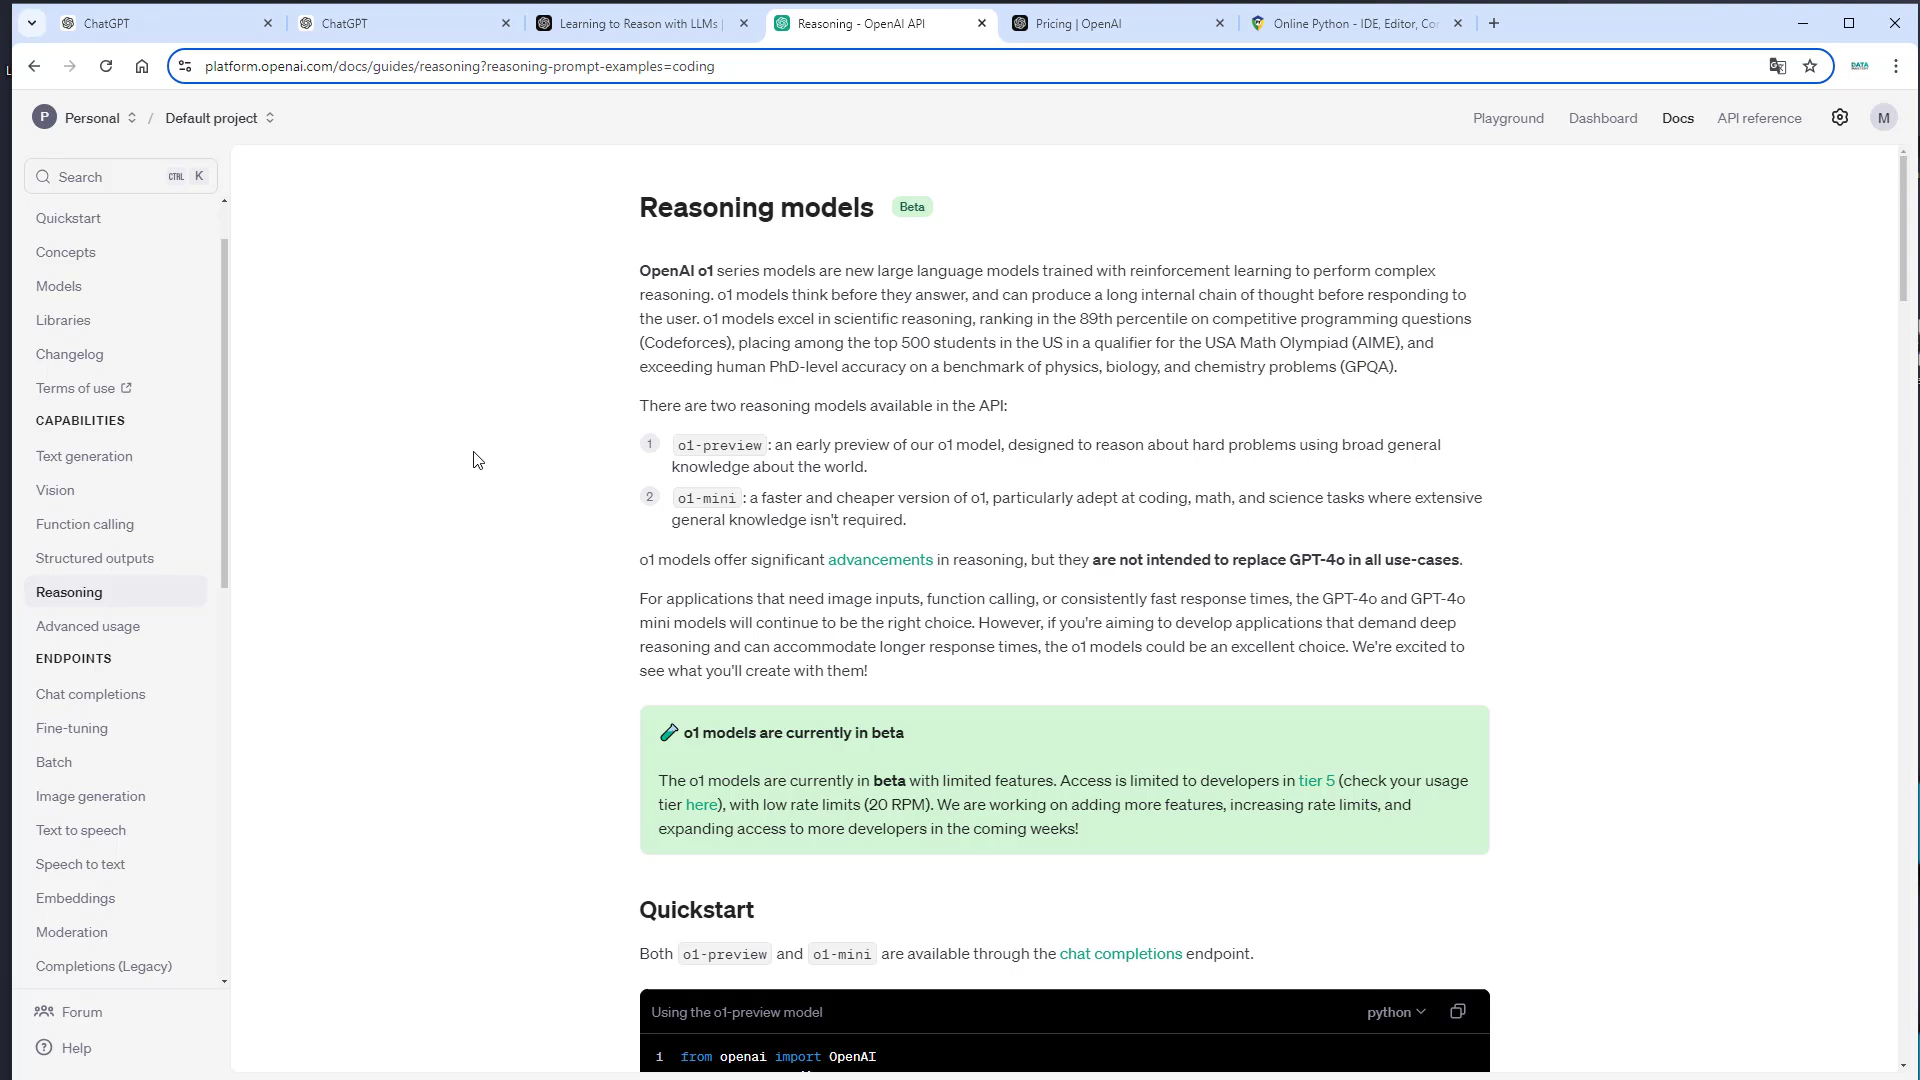 ChatGPT
ChatGPT
Learning to Reason with LLMs |
Reasoning - OpenAI API
Pricing | OpenAI
Online Python - IDE, Editor, Co
platform.openai.com/docs/guides/reasoning?reasoning-prompt-examples=coding
DATA
P Personal / Default project
Playground Dashboard Docs API reference M
Search CTRL K
Quickstart
Concepts
Models
Libraries
Changelog
Terms of use
CAPABILITIES
Text generation
Vision
Function calling
Structured outputs
Reasoning
Advanced usage
ENDPOINTS
Chat completions
Fine-tuning
Batch
Image generation
Text to speech
Speech to text
Embeddings
Moderation
Completions (Legacy)
Forum
Help
Reasoning models Beta
OpenAI o1 series models are new large language models trained with reinforcement learning to perform complex
reasoning. o1 models think before they answer, and can produce a long internal chain of thought before responding to
the user. o1 models excel in scientific reasoning, ranking in the 89th percentile on competitive programming questions
(Codeforces), placing among the top 500 students in the US in a qualifier for the USA Math Olympiad (AIME), and
exceeding human PhD-level accuracy on a benchmark of physics, biology, and chemistry problems (GPQA).
There are two reasoning models available in the API:
1 o1-preview: an early preview of our o1 model, designed to reason about hard problems using broad general
knowledge about the world.
2 o1-mini: a faster and cheaper version of o1, particularly adept at coding, math, and science tasks where extensive
general knowledge isn't required.
o1 models offer significant advancements in reasoning, but they are not intended to replace GPT-4o in all use-cases.
For applications that need image inputs, function calling, or consistently fast response times, the GPT-4o and GPT-4o
mini models will continue to be the right choice. However, if you're aiming to develop applications that demand deep
reasoning and can accommodate longer response times, the o1 models could be an excellent choice. We're excited to
see what you'll create with them!
o1 models are currently in beta
The o1 models are currently in beta with limited features. Access is limited to developers in tier 5 (check your usage
tier here), with low rate limits (20 RPM). We are working on adding more features, increasing rate limits, and
expanding access to more developers in the coming weeks!
Quickstart
Both o1-preview and o1-mini are available through the chat completions endpoint.
Using the o1-preview model python
1 from openai import OpenAI